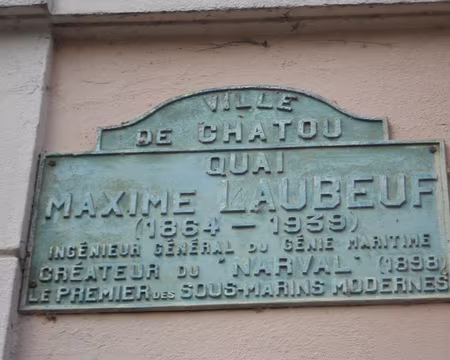 VILLE
DE CHATOU
QUAI
MAXIME LAUBEUF
(1864 - 1939)
INGÉNIEUR GÉNÉRAL DU GÉNIE MARITIME
CRÉATEUR DU "NARVAL" (1898)
LE PREMIER DES SOUS-MARINS MODERNES